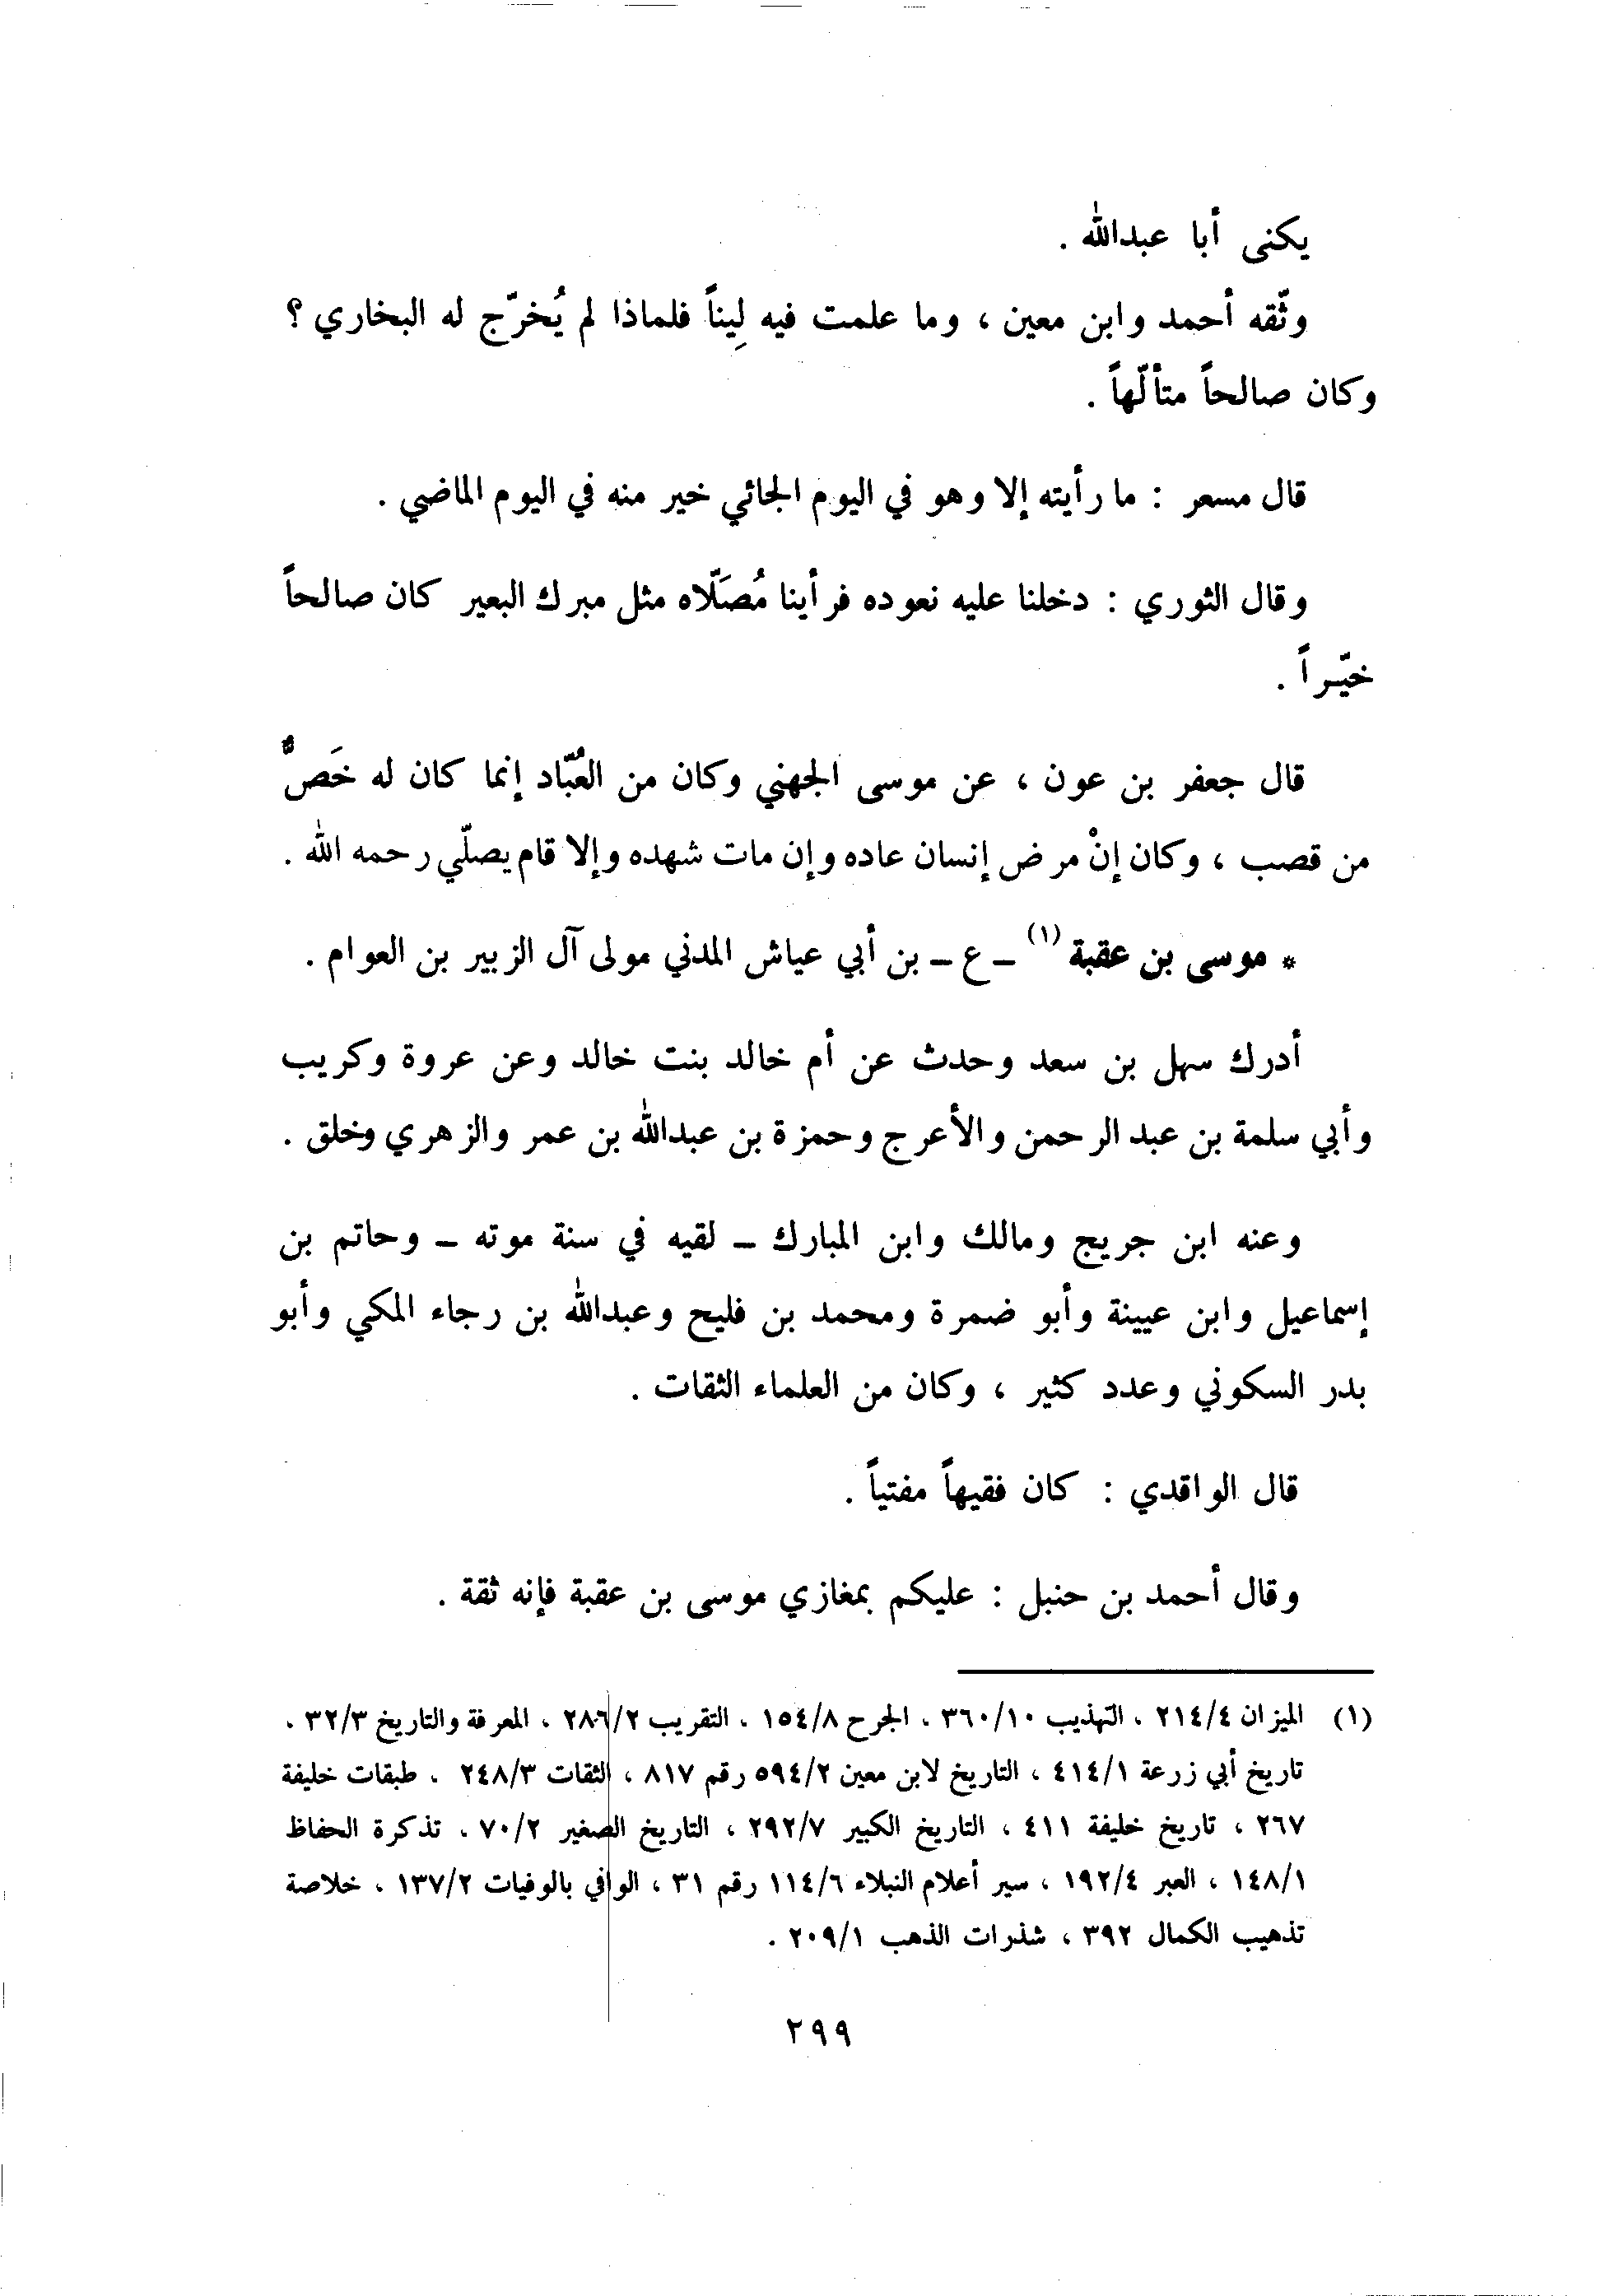 يكنى أبا عبدالله .
وثّقه أحمد وابن معين ، وما علمت فيه لِيناً فلماذا لم يُخرّج له البخاري ؟
وكان صالحاً متألّهاً .
قال مسعر : ما رأيته إلا وهو في اليوم الجائي خير منه في اليوم الماضي .
وقال الثوري : دخلنا عليه نعوده فرأينا مُصَلّاه مثل مبرك البعير كان صالحاً
خيّراً .
قال جعفر بن عون ، عن موسى الجهني وكان من العُبّاد إنما كان له خَصٌّ
من قصب ، وكان إنْ مرض إنسان عاده وإن مات شهده وإلا قام يصلّي رحمه الله .
* موسى بن عقبة (١) ـ ع ـ بن أبي عياش المدني مولى آل الزبير بن العوام .
أدرك سهل بن سعد وحدث عن أم خالد بنت خالد وعن عروة وكريب
وأبي سلمة بن عبد الرحمن والأعرج وحمزة بن عبدالله بن عمر والزهري وخلق .
وعنه ابن جريج ومالك وابن المبارك ـ لقيه في سنة موته ـ وحاتم بن
إسماعيل وابن عيينة وأبو ضمرة ومحمد بن فليح وعبدالله بن رجاء المكي وأبو
بدر السكوني وعدد كثير ، وكان من العلماء الثقات .
قال الواقدي : كان فقيهاً مفتياً .
وقال أحمد بن حنبل : عليكم بمغازي موسى بن عقبة فإنه ثقة .
(١) الميزان ٢١٤/٤ ، التهذيب ٣٦٠/١٠ ، الجرح ١٥٤/٨ ، التقريب ٢٨٦/٢ ، المعرفة والتاريخ ٣٢/٣ ،
تاريخ أبي زرعة ٤١٤/١ ، التاريخ لابن معين ٥٩٤/٢ رقم ٨١٧ ، الثقات ٢٤٨/٣ ، طبقات خليفة
٢٦٧ ، تاريخ خليفة ٤١١ ، التاريخ الكبير ٢٩٢/٧ ، التاريخ الصغير ٧٠/٢ ، تذكرة الحفاظ
١٤٨/١ ، العبر ١٩٢/٤ ، سير أعلام النبلاء ١١٤/٦ رقم ٣١ ، الوافي بالوفيات ١٣٧/٢ ، خلاصة
تذهيب الكمال ٣٩٢ ، شذرات الذهب ٢٠٩/١ .
٢٩٩